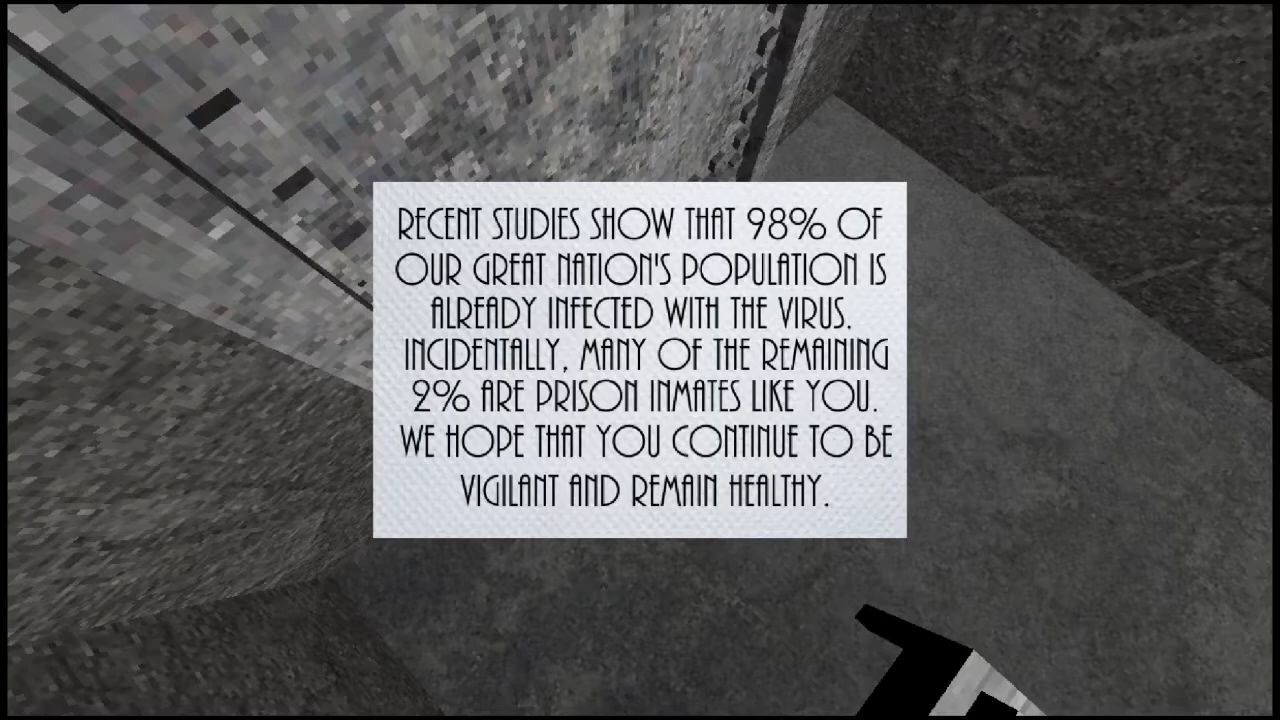 RECENT STUDIES SHOW THAT 98% OF
OUR GREAT NATION'S POPULATION IS
ALREADY INFECTED WITH THE VIRUS.
INCIDENTALLY, MANY OF THE REMAINING
2% ARE PRISON INMATES LIKE YOU.
WE HOPE THAT YOU CONTINUE TO BE
VIGILANT AND REMAIN HEALTHY.